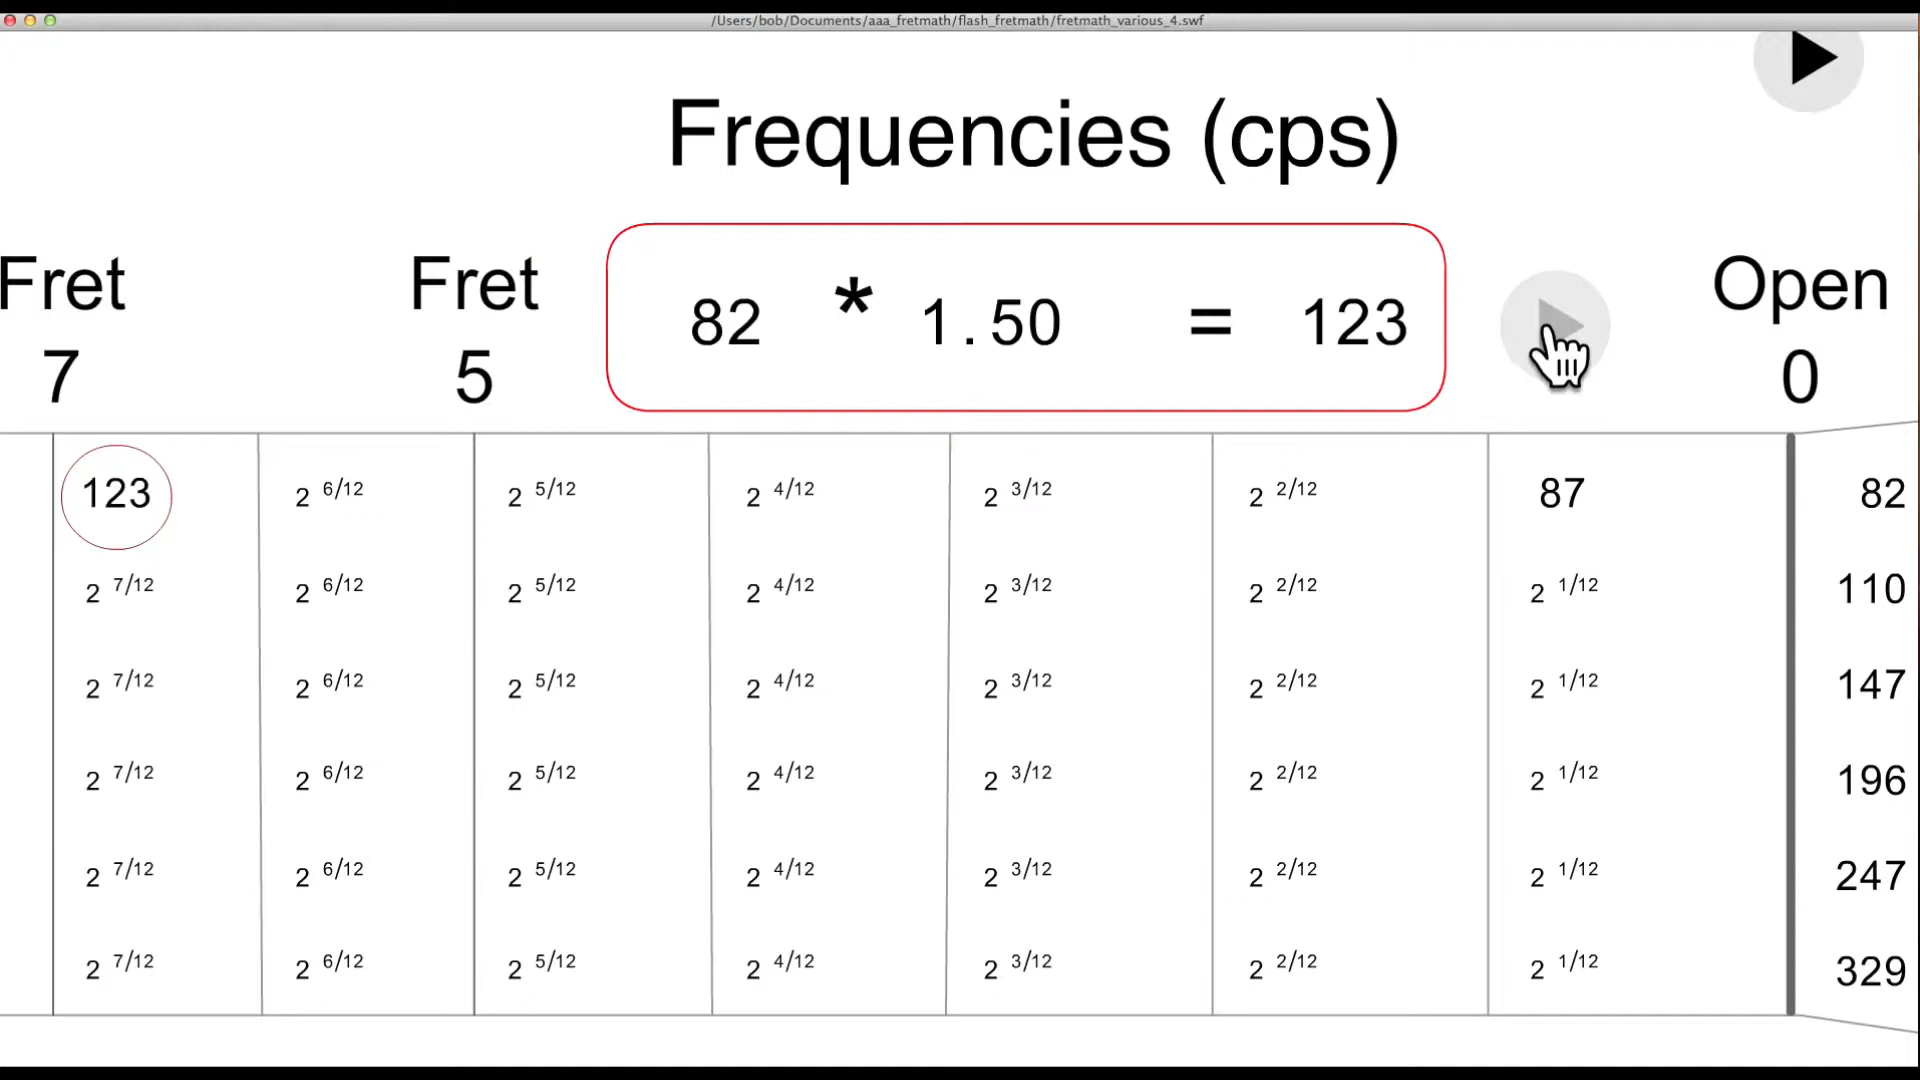 /Users/bob/Documents/aaa_fretmath/flash_fretmath/fretmath_various_4.swf
Frequencies (cps)
Fret 7
Fret 5
82 * 1.50 = 123
Open 0
123 2 6/12 2 5/12 2 4/12 2 3/12 2 2/12 87 82
2 7/12 2 6/12 2 5/12 2 4/12 2 3/12 2 2/12 2 1/12 110
2 7/12 2 6/12 2 5/12 2 4/12 2 3/12 2 2/12 2 1/12 147
2 7/12 2 6/12 2 5/12 2 4/12 2 3/12 2 2/12 2 1/12 196
2 7/12 2 6/12 2 5/12 2 4/12 2 3/12 2 2/12 2 1/12 247
2 7/12 2 6/12 2 5/12 2 4/12 2 3/12 2 2/12 2 1/12 329